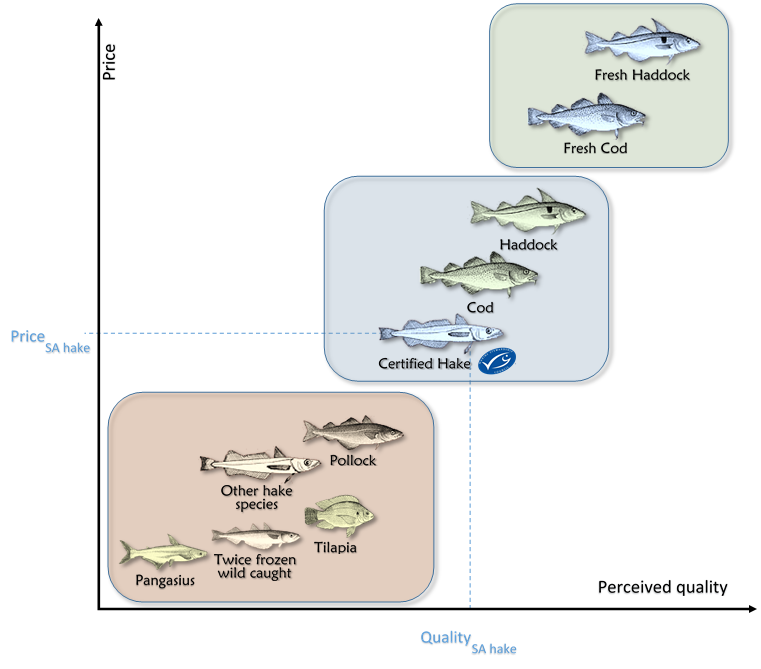 Price
Fresh Haddock
Fresh Cod
Haddock
Cod
Price SA hake
Certified Hake
Pollock
Other hake
species
Tilapia
Twice frozen
wild caught
Pangasius
Perceived quality
Quality SA hake